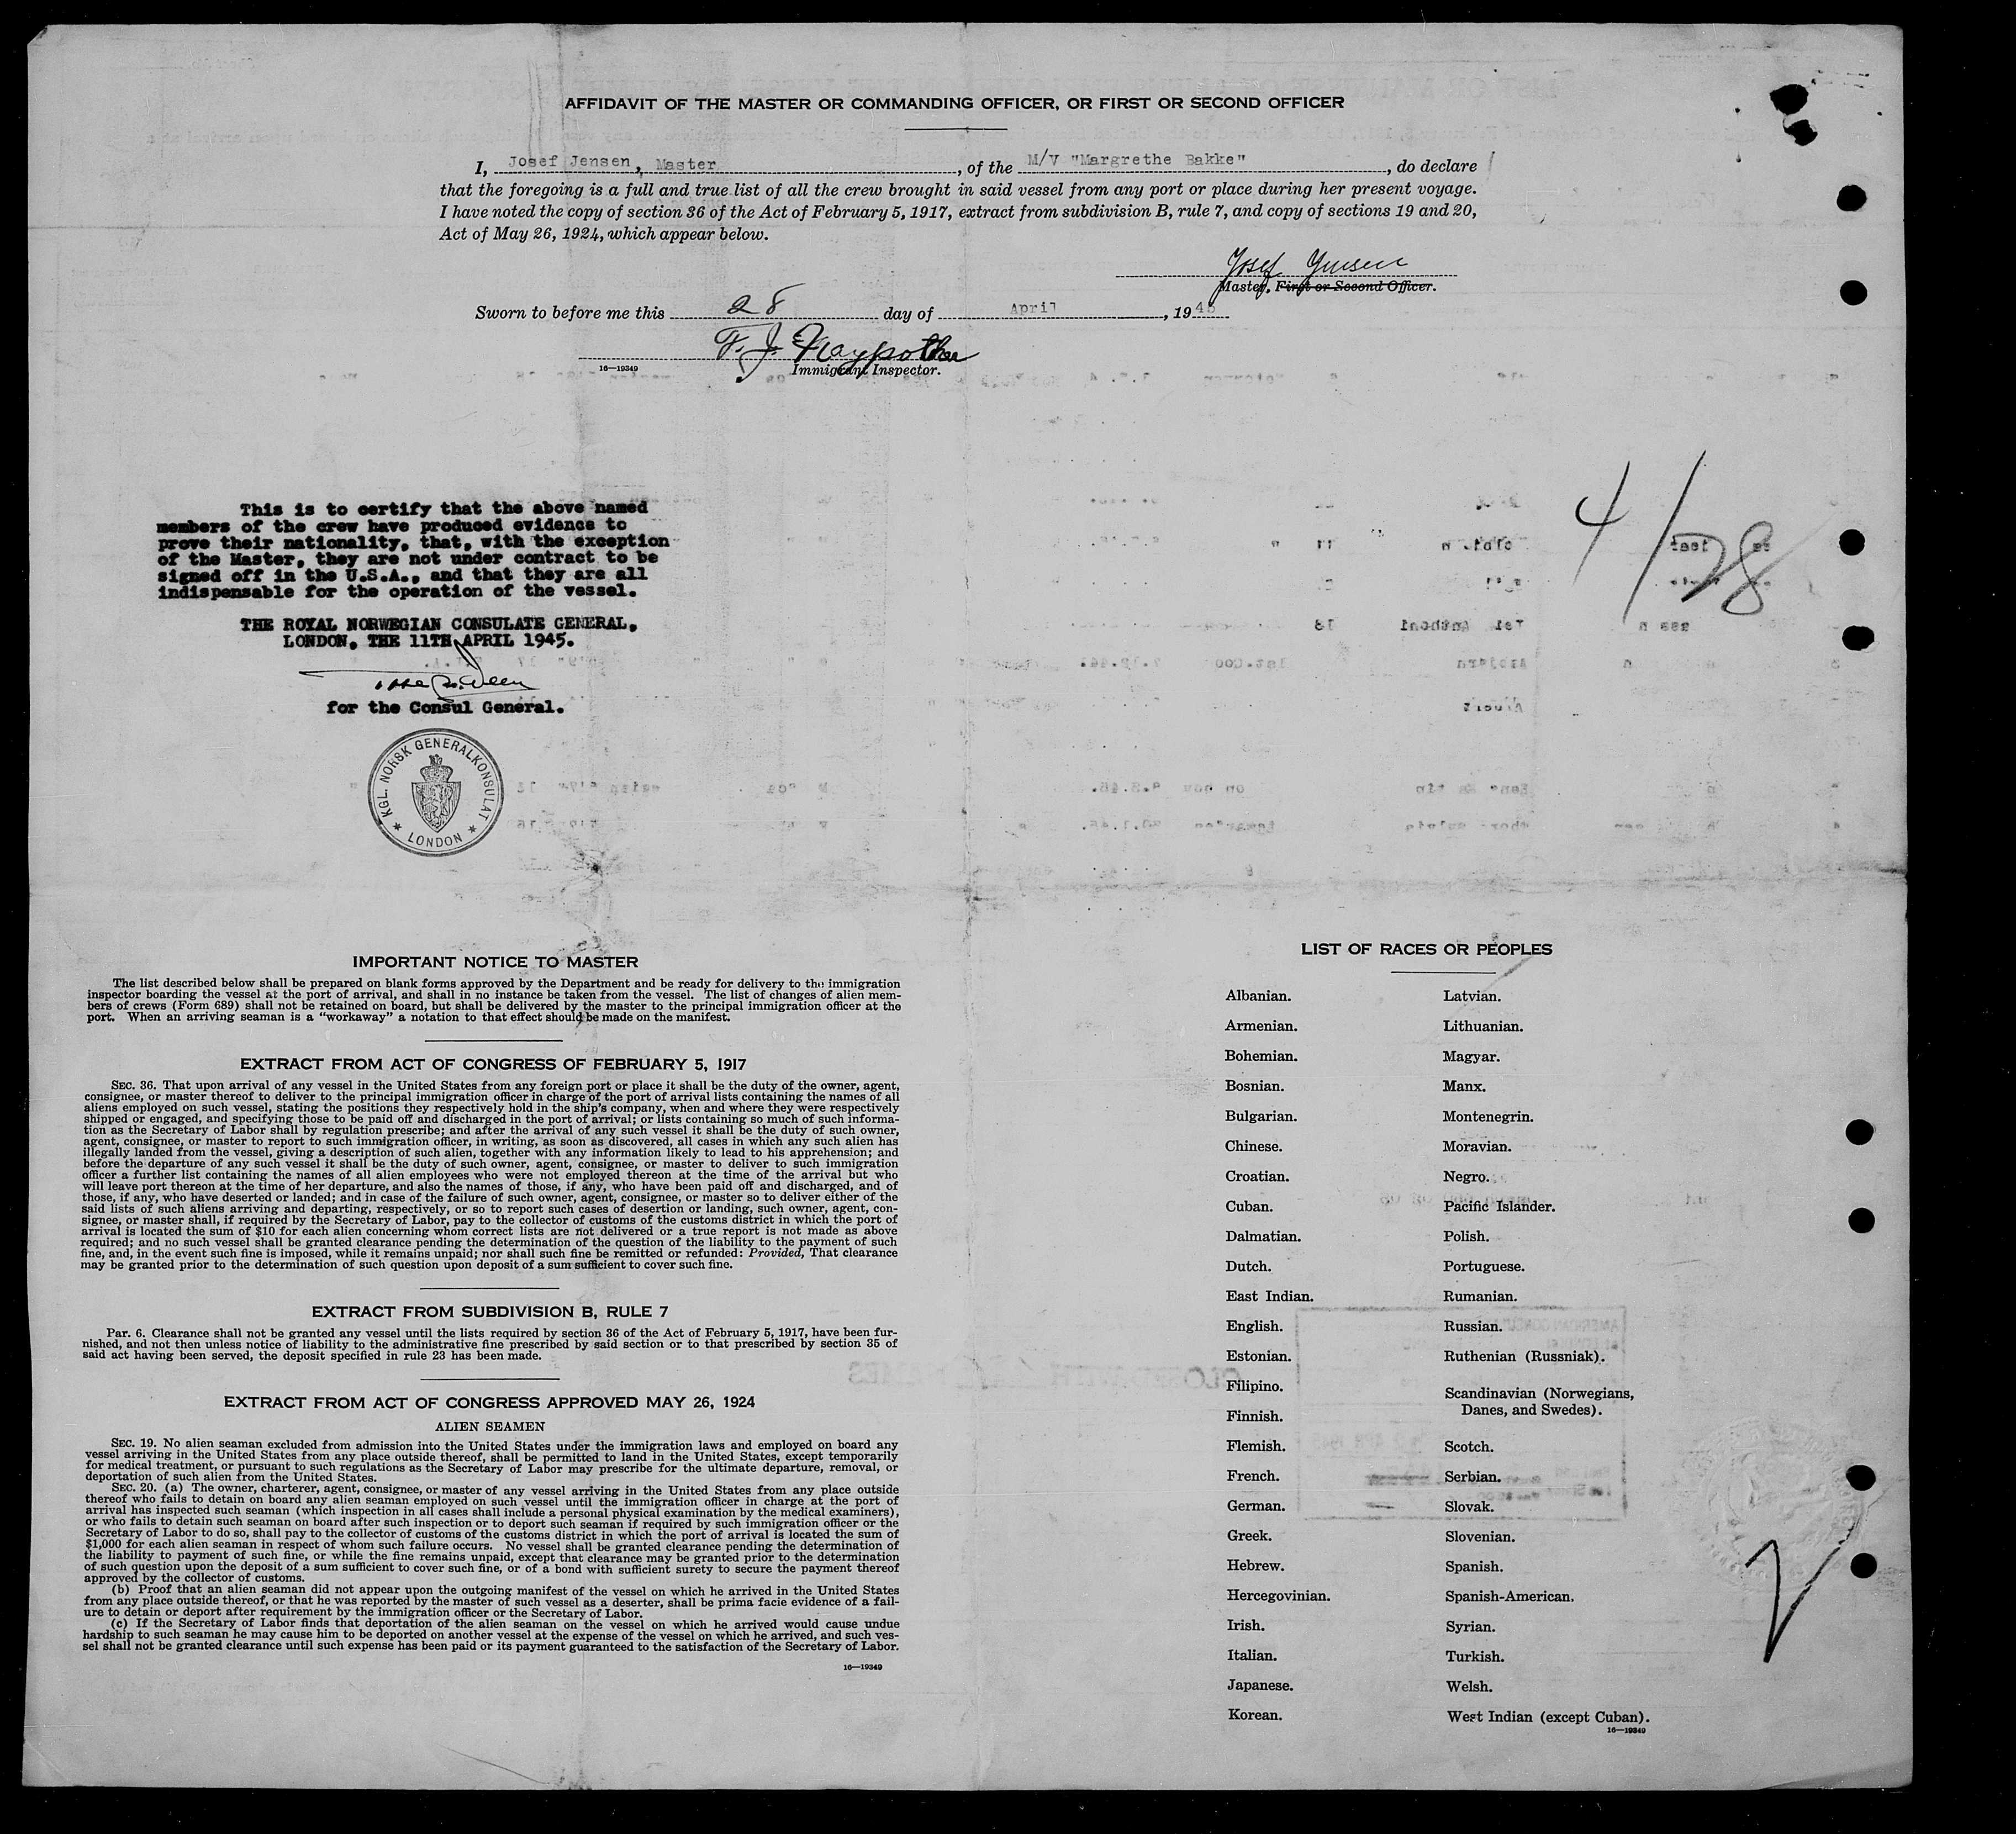 AFFIDAVIT OF THE MASTER OR COMMANDING OFFICER, OR FIRST OR SECOND OFFICER
I, Josef Jensen, Master, of the M/V "Margrethe Bakke", do declare
that the foregoing is a full and true list of all the crew brought in said vessel from any port or place during her present voyage.
I have noted the copy of section 36 of the Act of February 5, 1917, extract from subdivision B, rule 7, and copy of sections 19 and 20,
Act of May 26, 1924, which appear below.
Josef Jensen
Master, First or Second Officer.
Sworn to before me this 28 day of April, 1945
F. J.
16—19349 Immigrant Inspector.
4/28
This is to certify that the above named
members of the crew have produced evidence to
prove their nationality, that, with the exception
of the Master, they are not under contract to be
signed off in the U.S.A., and that they are all
indispensable for the operation of the vessel.
THE ROYAL NORWEGIAN CONSULATE GENERAL,
LONDON, THE 11TH APRIL 1945.
for the Consul General.
KGL. NORSK GENERALKONSULAT
* LONDON *
IMPORTANT NOTICE TO MASTER
The list described below shall be prepared on blank forms approved by the Department and be ready for delivery to the immigration
inspector boarding the vessel at the port of arrival, and shall in no instance be taken from the vessel. The list of changes of alien mem-
bers of crews (Form 689) shall not be retained on board, but shall be delivered by the master to the principal immigration officer at the
port. When an arriving seaman is a "workaway" a notation to that effect should be made on the manifest.
EXTRACT FROM ACT OF CONGRESS OF FEBRUARY 5, 1917
SEC. 36. That upon arrival of any vessel in the United States from any foreign port or place it shall be the duty of the owner, agent,
consignee, or master thereof to deliver to the principal immigration officer in charge of the port of arrival lists containing the names of all
aliens employed on such vessel, stating the positions they respectively hold in the ship's company, when and where they were respectively
shipped or engaged, and specifying those to be paid off and discharged in the port of arrival; or lists containing so much of such informa-
tion as the Secretary of Labor shall by regulation prescribe; and after the arrival of any such vessel it shall be the duty of such owner,
agent, consignee, or master to report to such immigration officer, in writing, as soon as discovered, all cases in which any such alien has
illegally landed from the vessel, giving a description of such alien, together with any information likely to lead to his apprehension; and
before the departure of any such vessel it shall be the duty of such owner, agent, consignee, or master to deliver to such immigration
officer a further list containing the names of all alien employees who were not employed thereon at the time of the arrival but who
will leave port thereon at the time of her departure, and also the names of those, if any, who have been paid off and discharged, and of
those, if any, who have deserted or landed; and in case of the failure of such owner, agent, consignee, or master so to deliver either of the
said lists of such aliens arriving and departing, respectively, or so to report such cases of desertion or landing, such owner, agent, con-
signee, or master shall, if required by the Secretary of Labor, pay to the collector of customs of the customs district in which the port of
arrival is located the sum of $10 for each alien concerning whom correct lists are not delivered or a true report is not made as above
required; and no such vessel shall be granted clearance pending the determination of the question of the liability to the payment of such
fine, and, in the event such fine is imposed, while it remains unpaid; nor shall such fine be remitted or refunded: Provided, That clearance
may be granted prior to the determination of such question upon deposit of a sum sufficient to cover such fine.
EXTRACT FROM SUBDIVISION B, RULE 7
Par. 6. Clearance shall not be granted any vessel until the lists required by section 36 of the Act of February 5, 1917, have been fur-
nished, and not then unless notice of liability to the administrative fine prescribed by said section or to that prescribed by section 35 of
said act having been served, the deposit specified in rule 23 has been made.
EXTRACT FROM ACT OF CONGRESS APPROVED MAY 26, 1924
ALIEN SEAMEN
SEC. 19. No alien seaman excluded from admission into the United States under the immigration laws and employed on board any
vessel arriving in the United States from any place outside thereof, shall be permitted to land in the United States, except temporarily
for medical treatment, or pursuant to such regulations as the Secretary of Labor may prescribe for the ultimate departure, removal, or
deportation of such alien from the United States.
SEC. 20. (a) The owner, charterer, agent, consignee, or master of any vessel arriving in the United States from any place outside
thereof who fails to detain on board any alien seaman employed on such vessel until the immigration officer in charge at the port of
arrival has inspected such seaman (which inspection in all cases shall include a personal physical examination by the medical examiners),
or who fails to detain such seaman on board after such inspection or to deport such seaman if required by such immigration officer or the
Secretary of Labor to do so, shall pay to the collector of customs of the customs district in which the port of arrival is located the sum of
$1,000 for each alien seaman in respect of whom such failure occurs. No vessel shall be granted clearance pending the determination of
the liability to payment of such fine, or while the fine remains unpaid, except that clearance may be granted prior to the determination
of such question upon the deposit of a sum sufficient to cover such fine, or of a bond with sufficient surety to secure the payment thereof
approved by the collector of customs.
(b) Proof that an alien seaman did not appear upon the outgoing manifest of the vessel on which he arrived in the United States
from any place outside thereof, or that he was reported by the master of such vessel as a deserter, shall be prima facie evidence of a fail-
ure to detain or deport after requirement by the immigration officer or the Secretary of Labor.
(c) If the Secretary of Labor finds that deportation of the alien seaman on the vessel on which he arrived would cause undue
hardship to such seaman he may cause him to be deported on another vessel at the expense of the vessel on which he arrived, and such ves-
sel shall not be granted clearance until such expense has been paid or its payment guaranteed to the satisfaction of the Secretary of Labor.
16—19349
LIST OF RACES OR PEOPLES
Albanian.
Armenian.
Bohemian.
Bosnian.
Bulgarian.
Chinese.
Croatian.
Cuban.
Dalmatian.
Dutch.
East Indian.
English.
Estonian.
Filipino.
Finnish.
Flemish.
French.
German.
Greek.
Hebrew.
Hercegovinian.
Irish.
Italian.
Japanese.
Korean.
Latvian.
Lithuanian.
Magyar.
Manx.
Montenegrin.
Moravian.
Negro.
Pacific Islander.
Polish.
Portuguese.
Rumanian.
Russian.
Ruthenian (Russniak).
Scandinavian (Norwegians,
Danes, and Swedes).
Scotch.
Serbian.
Slovak.
Slovenian.
Spanish.
Spanish-American.
Syrian.
Turkish.
Welsh.
West Indian (except Cuban).
16—19349